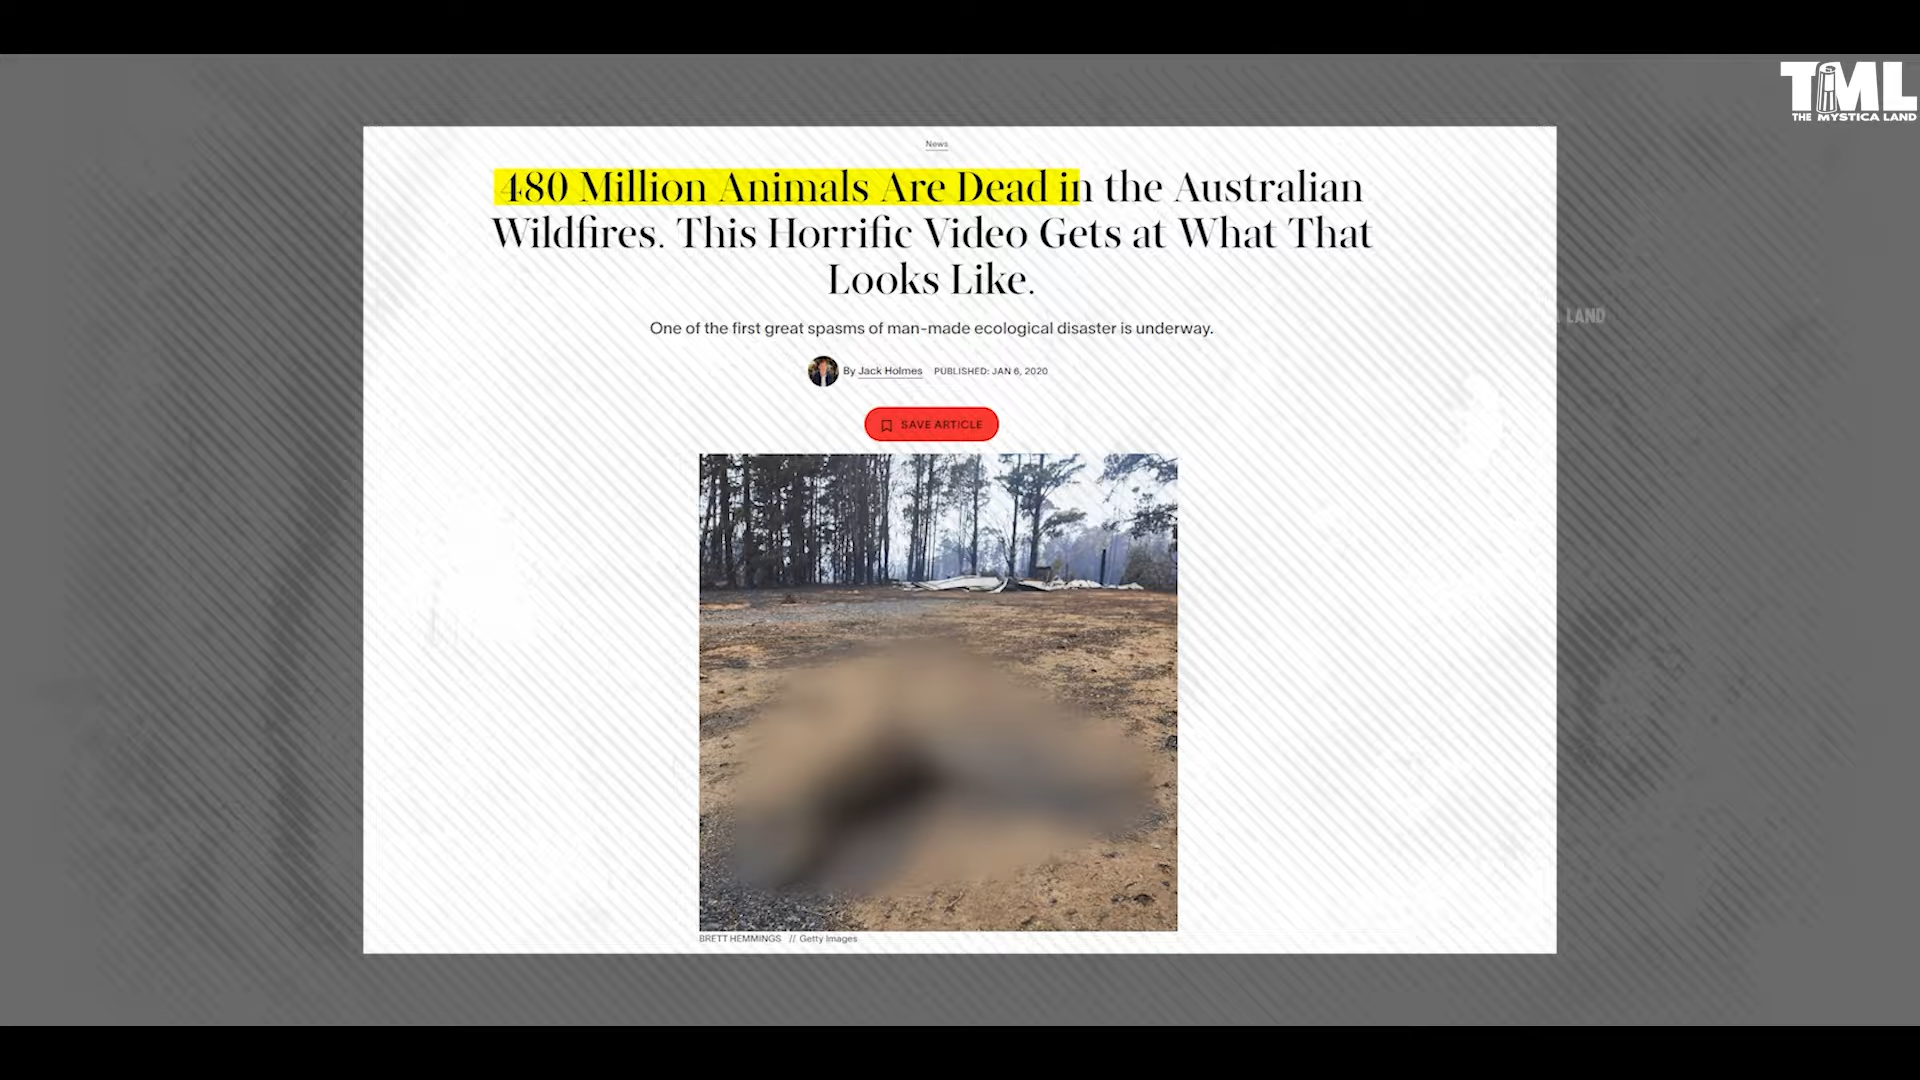 TML
THE MYSTICA LAND
News
480 Million Animals Are Dead in the Australian
Wildfires. This Horrific Video Gets at What That
Looks Like.
LAND
One of the first great spasms of man-made ecological disaster is underway.
By Jack Holmes PUBLISHED: JAN 6, 2020
SAVE ARTICLE
BRETT HEMMINGS // Getty Images